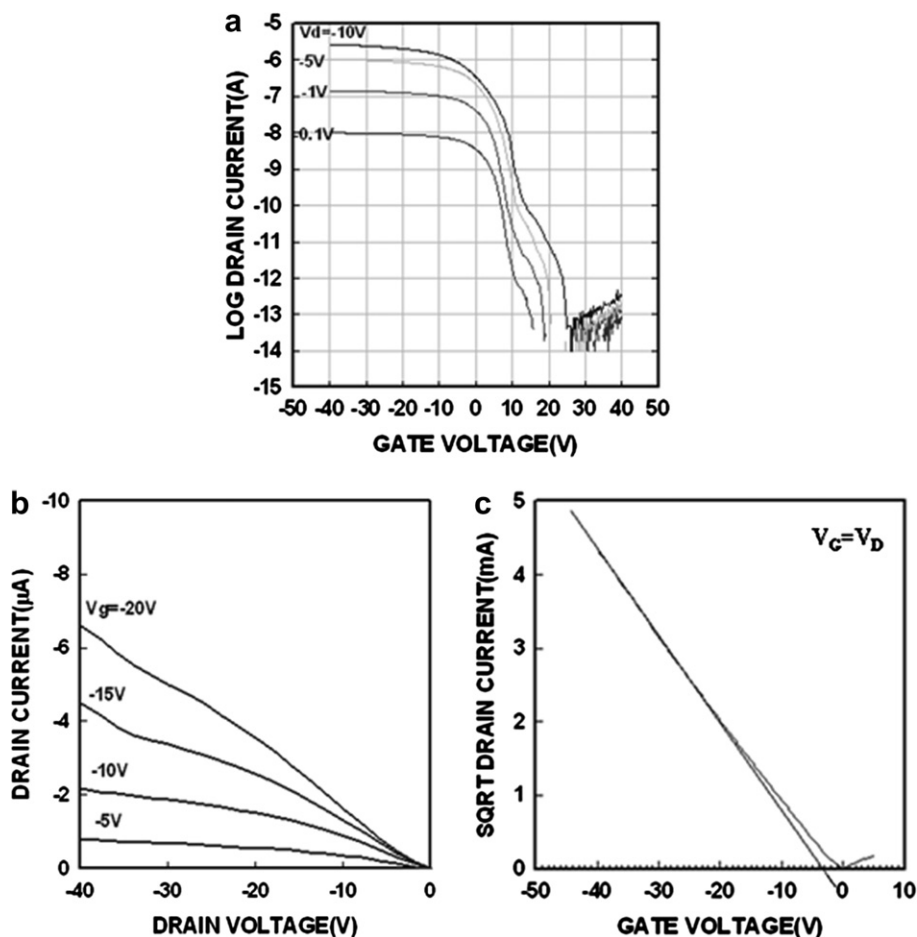 a
Vd=-10V
-5V
-1V
-0.1V
-5
-6
-7
-8
-9
-10
-11
-12
-13
-14
-15
LOG DRAIN CURRENT(A)
-50 -40 -30 -20 -10 0 10 20 30 40 50
GATE VOLTAGE(V)
b
-10
-8
-6
-4
-2
0
DRAIN CURRENT(μA)
Vg=-20V
-15V
-10V
-5V
-40 -30 -20 -10 0
DRAIN VOLTAGE(V)
c
5
4
3
2
1
0
SQRT DRAIN CURRENT(mA)
V_G=V_D
-50 -40 -30 -20 -10 0 10
GATE VOLTAGE(V)